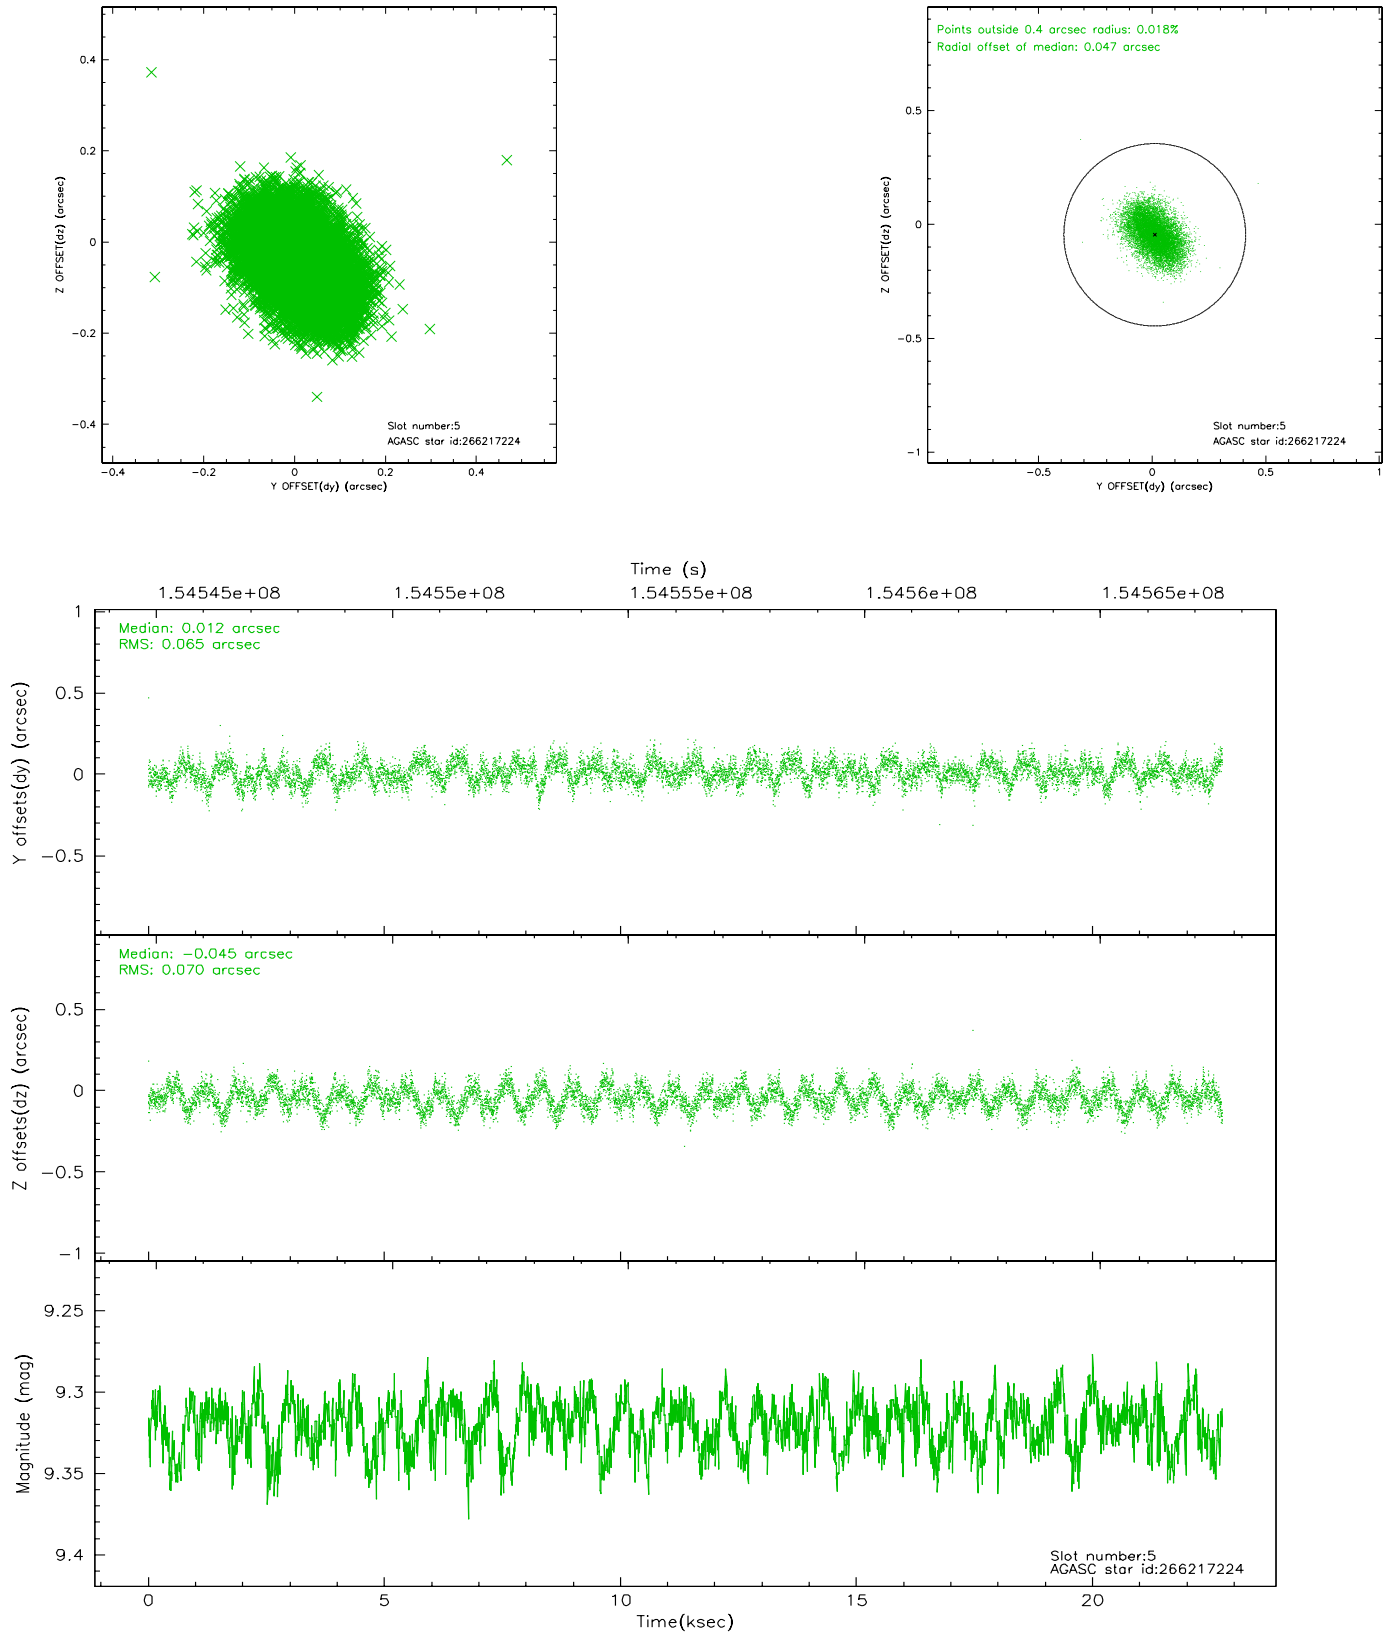 0.4
0.2
0
−0.2
−0.4
Z OFFSET(dz) (arcsec)
Slot number:5
AGASC star id:266217224
−0.4 −0.2 0 0.2 0.4
Y OFFSET(dy) (arcsec)
Points outside 0.4 arcsec radius: 0.018%
Radial offset of median: 0.047 arcsec
0.5
0
−0.5
−1
Z OFFSET(dz) (arcsec)
Slot number:5
AGASC star id:266217224
−0.5 0 0.5 1
Y OFFSET(dy) (arcsec)
Time (s)
1.54545e+08 1.5455e+08 1.54555e+08 1.5456e+08 1.54565e+08
Median: 0.012 arcsec
RMS: 0.065 arcsec
1
0.5
0
−0.5
Y offsets(dy) (arcsec)
Median: −0.045 arcsec
RMS: 0.070 arcsec
0.5
0
−0.5
−1
Z offsets(dz) (arcsec)
9.25
9.3
9.35
9.4
Magnitude (mag)
Slot number:5
AGASC star id:266217224
0 5 10 15 20
Time(ksec)